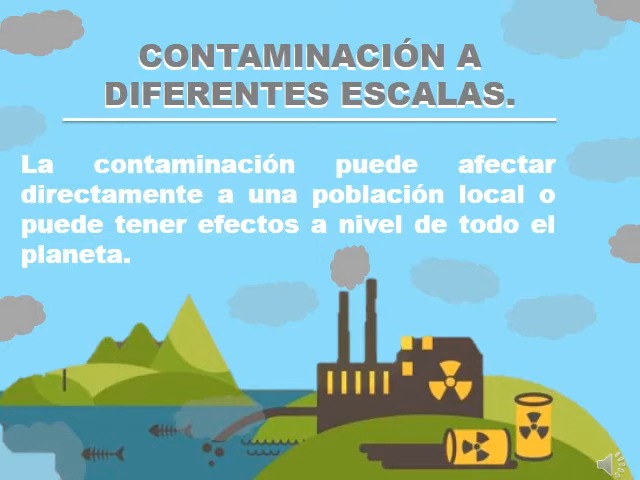 CONTAMINACIÓN A
DIFERENTES ESCALAS.
La contaminación puede afectar
directamente a una población local o
puede tener efectos a nivel de todo el
planeta.